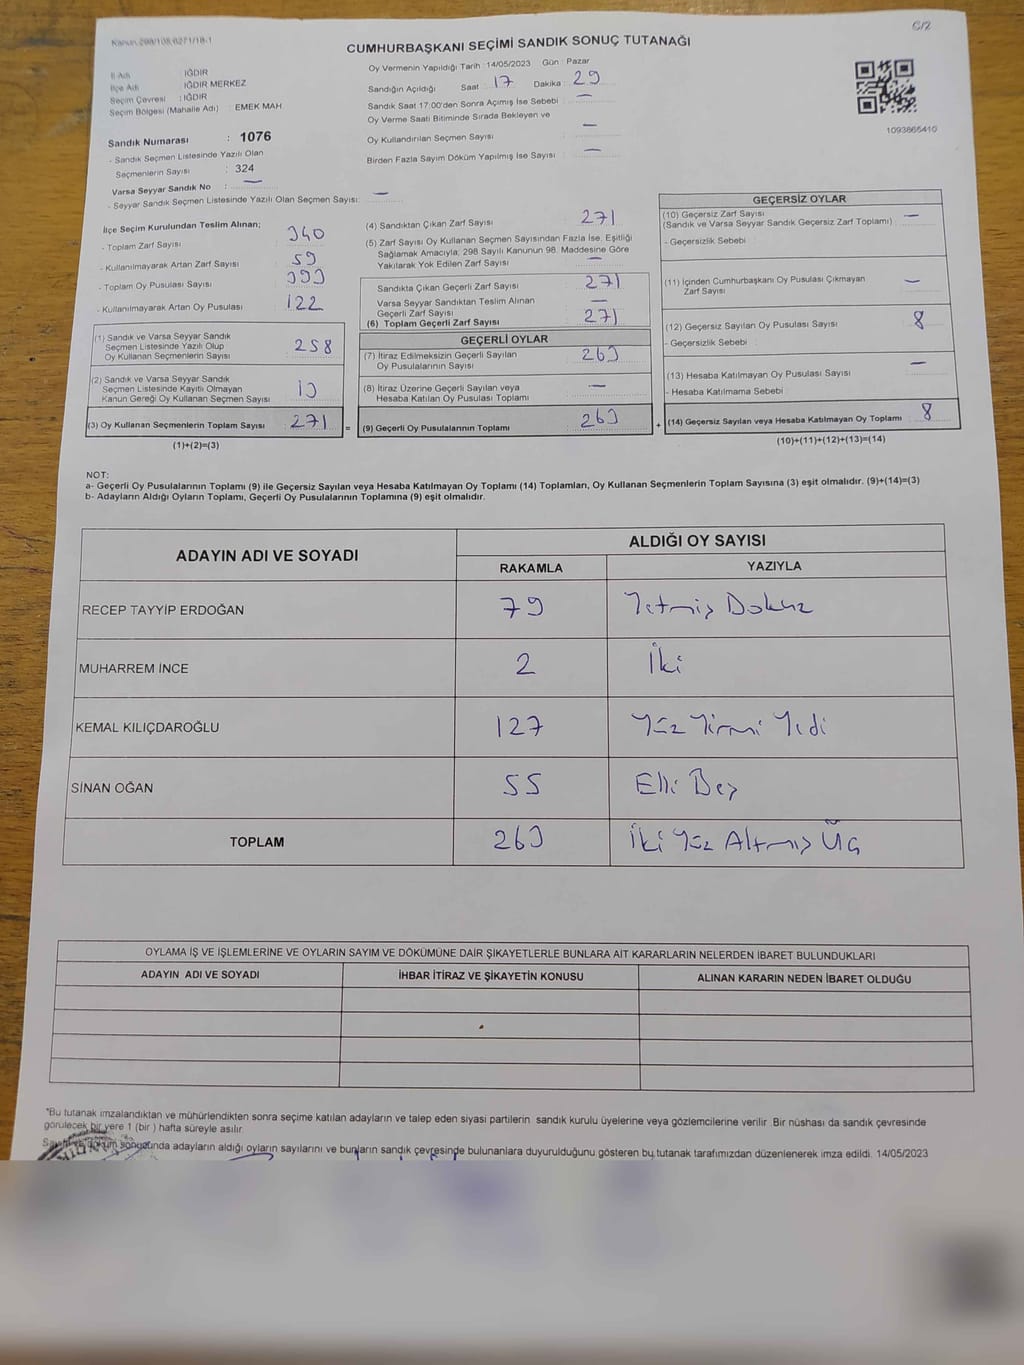 Kanun:298/105,6271/18-1
C/2
CUMHURBAŞKANI SEÇİMİ SANDIK SONUÇ TUTANAĞI
İl Adı : IĞDIR
İlçe Adı : IĞDIR MERKEZ
Seçim Çevresi : IĞDIR
Seçim Bölgesi (Mahalle Adı) : EMEK MAH
Sandık Numarası : 1076
- Sandık Seçmen Listesinde Yazılı Olan
Seçmenlerin Sayısı : 324
Varsa Seyyar Sandık No : —
- Seyyar Sandık Seçmen Listesinde Yazılı Olan Seçmen Sayısı: —
Oy Vermenin Yapıldığı Tarih : 14/05/2023 Gün : Pazar
Sandığın Açıldığı Saat : 17 Dakika : 29
Sandık Saat 17:00'den Sonra Açımış İse Sebebi : —
Oy Verme Saati Bitiminde Sırada Bekleyen ve
Oy Kullandırılan Seçmen Sayısı : —
Birden Fazla Sayım Döküm Yapılmış İse Sayısı : —
1093865410
İlçe Seçim Kurulundan Teslim Alınan;
- Toplam Zarf Sayısı : 340
- Kullanılmayarak Artan Zarf Sayısı : 59
- Toplam Oy Pusulası Sayısı : 393
- Kullanılmayarak Artan Oy Pusulası : 122
(1) Sandık ve Varsa Seyyar Sandık
Seçmen Listesinde Yazılı Olup
Oy Kullanan Seçmenlerin Sayısı : 258
(2) Sandık ve Varsa Seyyar Sandık
Seçmen Listesinde Kayıtlı Olmayan
Kanun Gereği Oy Kullanan Seçmen Sayısı : 13
(3) Oy Kullanan Seçmenlerin Toplam Sayısı : 271
(1)+(2)=(3)
=
(4) Sandıktan Çıkan Zarf Sayısı : 271
(5) Zarf Sayısı Oy Kullanan Seçmen Sayısından Fazla İse, Eşitliği
Sağlamak Amacıyla; 298 Sayılı Kanunun 98. Maddesine Göre
Yakılarak Yok Edilen Zarf Sayısı : —
Sandıkta Çıkan Geçerli Zarf Sayısı : 271
Varsa Seyyar Sandıktan Teslim Alınan
Geçerli Zarf Sayısı : —
(6) Toplam Geçerli Zarf Sayısı : 271
GEÇERLİ OYLAR
(7) İtiraz Edilmeksizin Geçerli Sayılan
Oy Pusulalarının Sayısı : 263
(8) İtiraz Üzerine Geçerli Sayılan veya
Hesaba Katılan Oy Pusulası Toplamı : —
(9) Geçerli Oy Pusulalarının Toplamı : 263
+
GEÇERSİZ OYLAR
(10) Geçersiz Zarf Sayısı : —
(Sandık ve Varsa Seyyar Sandık Geçersiz Zarf Toplamı)
- Geçersizlik Sebebi :
(11) İçinden Cumhurbaşkanı Oy Pusulası Çıkmayan
Zarf Sayısı : —
(12) Geçersiz Sayılan Oy Pusulası Sayısı : 8
- Geçersizlik Sebebi :
(13) Hesaba Katılmayan Oy Pusulası Sayısı : —
- Hesaba Katılmama Sebebi :
(14) Geçersiz Sayılan veya Hesaba Katılmayan Oy Toplamı : 8
(10)+(11)+(12)+(13)=(14)
NOT:
a- Geçerli Oy Pusulalarının Toplamı (9) ile Geçersiz Sayılan veya Hesaba Katılmayan Oy Toplamı (14) Toplamları, Oy Kullanan Seçmenlerin Toplam Sayısına (3) eşit olmalıdır. (9)+(14)=(3)
b- Adayların Aldığı Oyların Toplamı, Geçerli Oy Pusulalarının Toplamına (9) eşit olmalıdır.
ADAYIN ADI VE SOYADI
ALDIĞI OY SAYISI
RAKAMLA YAZIYLA
RECEP TAYYİP ERDOĞAN 79 Yetmiş Dokuz
MUHARREM İNCE 2 İki
KEMAL KILIÇDAROĞLU 127 Yüz Yirmi Yedi
SİNAN OĞAN 55 Elli Beş
TOPLAM 263 İki Yüz Altmış Üç
OYLAMA İŞ VE İŞLEMLERİNE VE OYLARIN SAYIM VE DÖKÜMÜNE DAİR ŞİKAYETLERLE BUNLARA AİT KARARLARIN NELERDEN İBARET BULUNDUKLARI
ADAYIN ADI VE SOYADI İHBAR İTİRAZ VE ŞİKAYETİN KONUSU ALINAN KARARIN NEDEN İBARET OLDUĞU
"Bu tutanak imzalandıktan ve mühürlendikten sonra seçime katılan adayların ve talep eden siyasi partilerin sandık kurulu üyelerine veya gözlemcilerine verilir. Bir nüshası da sandık çevresinde
görülecek bir yere 1 (bir ) hafta süreyle asılır.
döküm sonucunda adayların aldığı oyların sayılarını ve bunların sandık çevresinde bulunanlara duyurulduğunu gösteren bu tutanak tarafımızdan düzenlenerek imza edildi. 14/05/2023